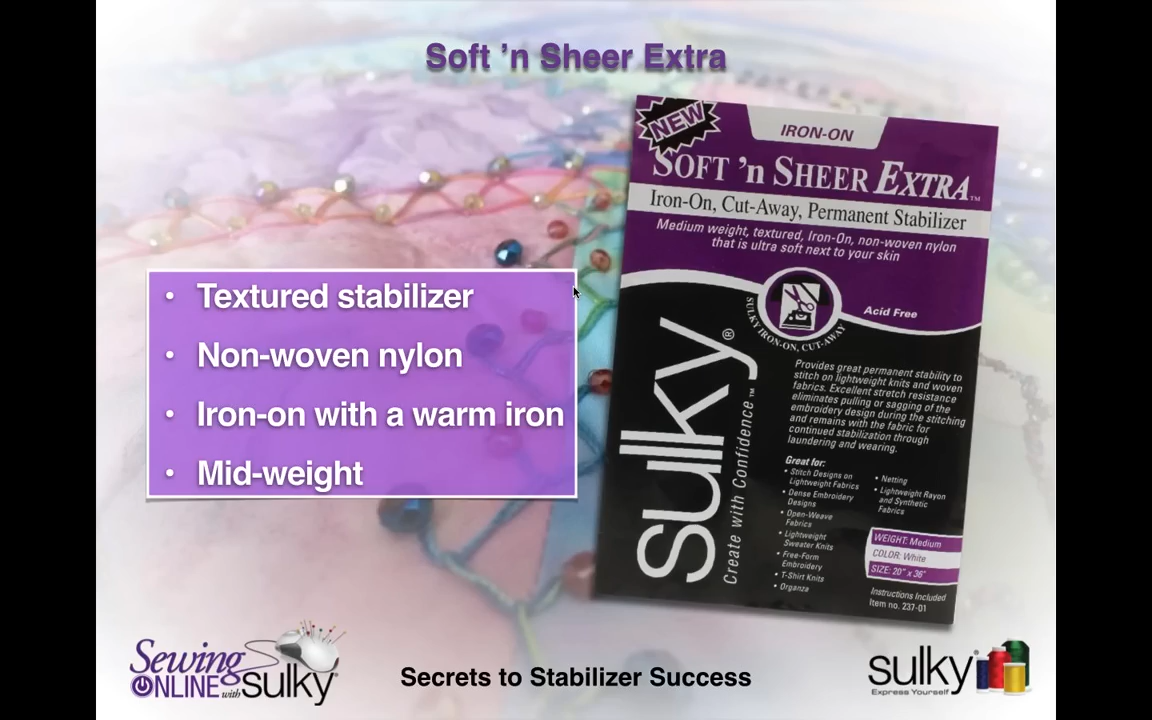 Soft ’n Sheer Extra
NEW
IRON-ON
SOFT ’n SHEER EXTRA™
Iron-On, Cut-Away, Permanent Stabilizer
Medium weight, textured, Iron-On, non-woven nylon
that is ultra soft next to your skin
SULKY IRON-ON, CUT-AWAY
Acid Free
• Textured stabilizer
• Non-woven nylon
• Iron-on with a warm iron
• Mid-weight
sulky®
Create with Confidence™
Provides great permanent stability to
stitch on lightweight knits and woven
fabrics. Excellent stretch resistance
eliminates pulling or sagging of the
embroidery design during the stitching
and remains with the fabric for
continued stabilization through
laundering and wearing.
Great for:
• Stitch Designs on
Lightweight Fabrics
• Dense Embroidery
Designs
• Open-Weave
Fabrics
• Lightweight
Sweater Knits
• Free-Form
Embroidery
• T-Shirt Knits
• Organza
• Netting
• Lightweight Rayon
and Synthetic
Fabrics
WEIGHT: Medium
COLOR: White
SIZE: 20" x 36"
Instructions Included
Item no. 237-01
Sewing
ONLINE with sulky
Secrets to Stabilizer Success
sulky
Express Yourself